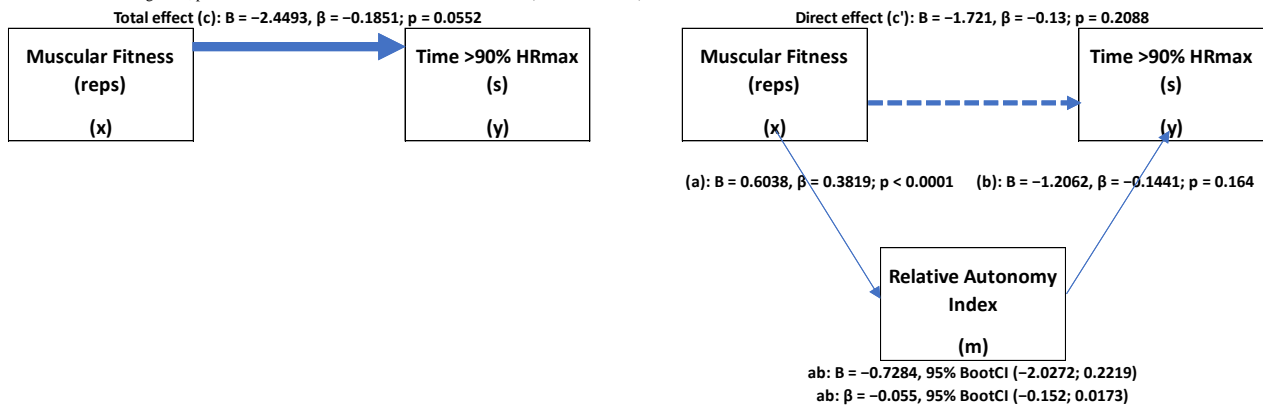 Total effect (c): B = −2.4493, β = −0.1851; p = 0.0552
Muscular Fitness
(reps)
(x)
Time >90% HRmax
(s)
(y)
Direct effect (c'): B = −1.721, β = −0.13; p = 0.2088
Muscular Fitness
(reps)
(x)
Time >90% HRmax
(s)
(y)
(a): B = 0.6038, β = 0.3819; p < 0.0001
(b): B = −1.2062, β = −0.1441; p = 0.164
Relative Autonomy
Index
(m)
ab: B = −0.7284, 95% BootCI (−2.0272; 0.2219)
ab: β = −0.055, 95% BootCI (−0.152; 0.0173)